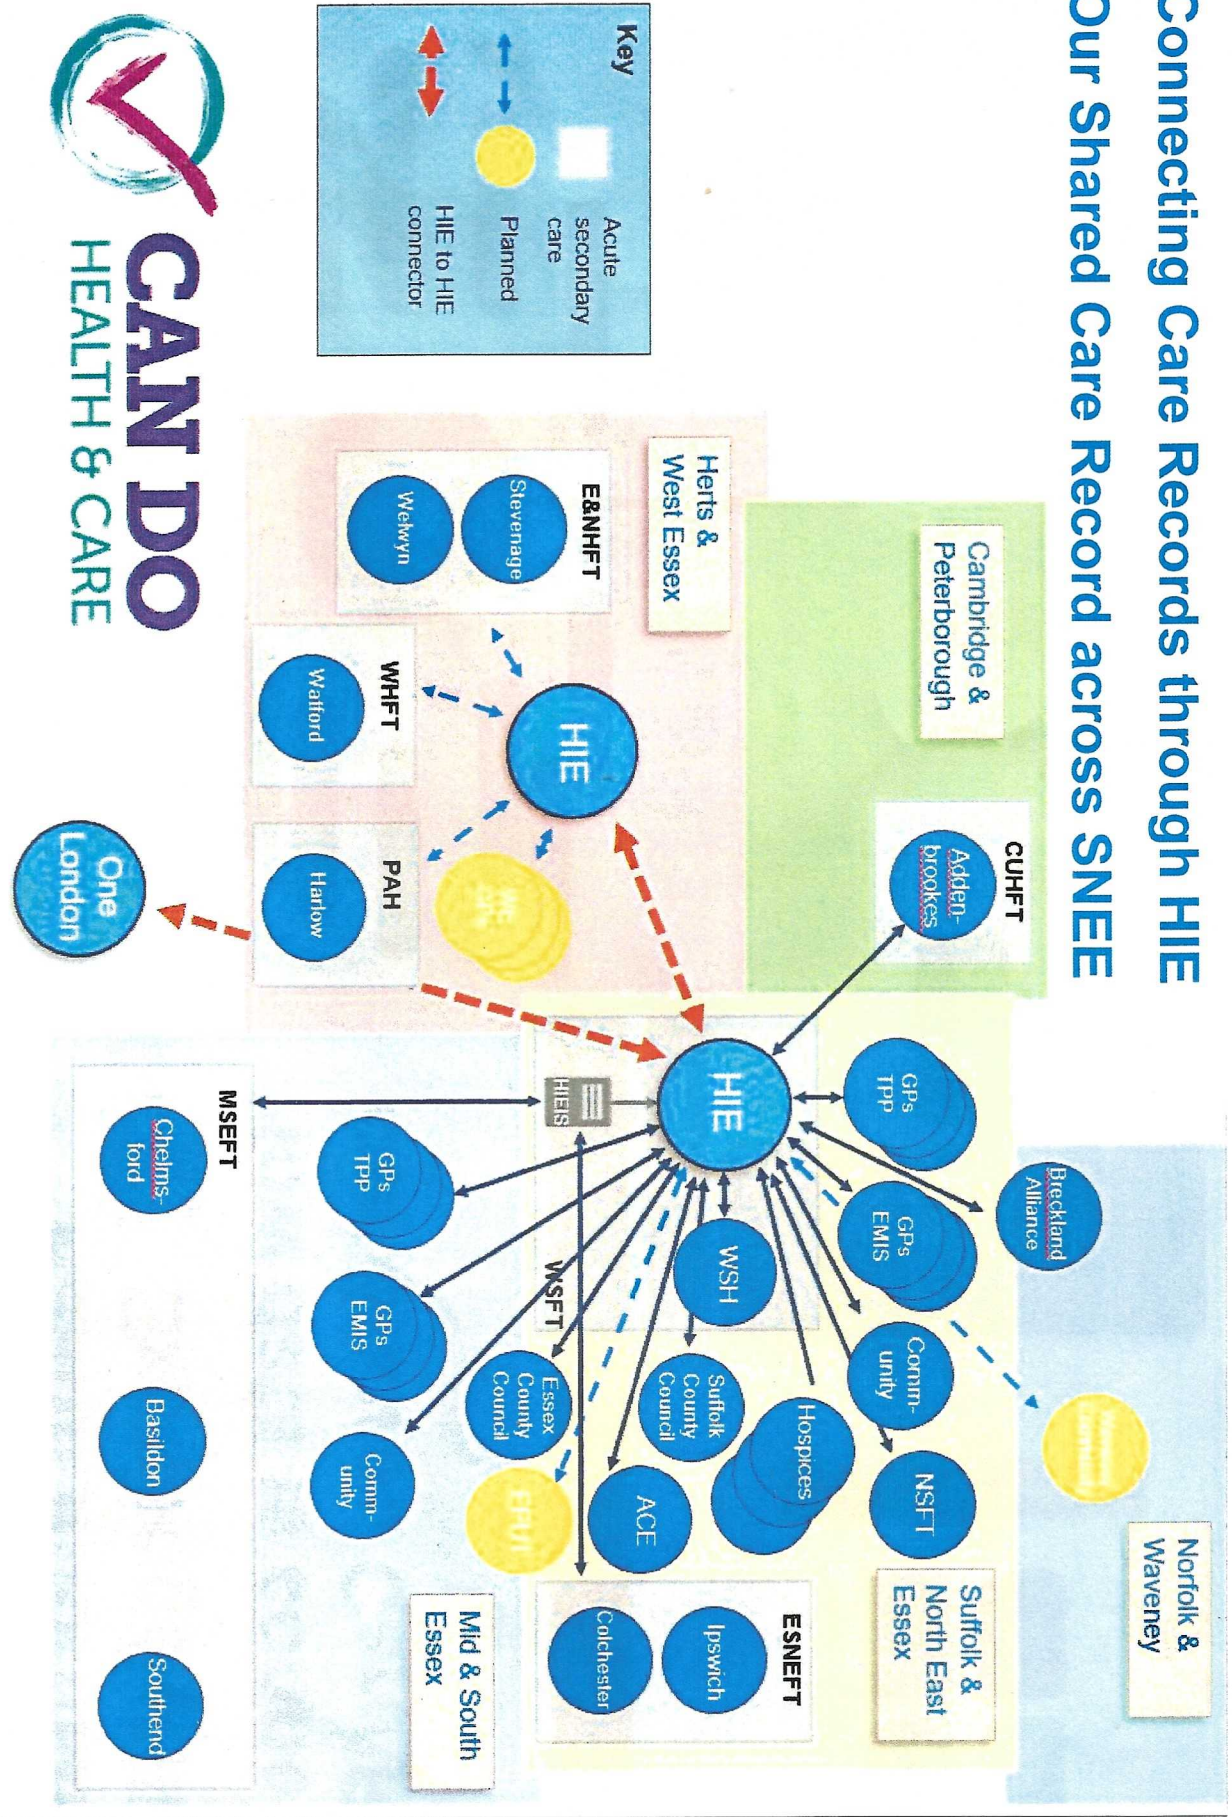 Connecting Care Records through HIE
Our Shared Care Record across SNEE
Key
Acute
secondary
care
Planned
HIE to HIE
connector
CAN DO
HEALTH & CARE
Cambridge &
Peterborough
CUHFT
Adden-
brookes
Herts &
West Essex
E&NHFT
Stevenage
Welwyn
HIE
WHFT
Watford
PAH
Harlow
One
London
Norfolk &
Waveney
Breckland
Alliance
Suffolk &
North East
Essex
GPs
TPP
GPs
EMIS
Comm-
unity
NSFT
HIE
HIEIS
WSH
WSFT
Hospices
Suffolk
County
Council
ACE
Essex
County
Council
ESNEFT
Ipswich
Colchester
Mid & South
Essex
GPs
TPP
GPs
EMIS
Comm-
unity
MSEFT
Chelms-
ford
Basildon
Southend